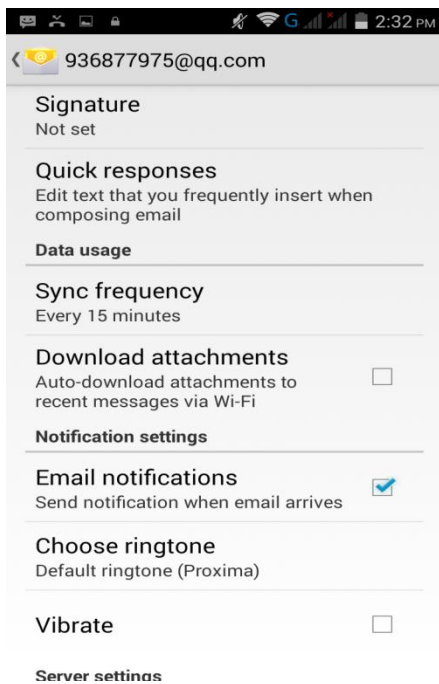 G 2:32 PM
936877975@qq.com
Signature
Not set
Quick responses
Edit text that you frequently insert when
composing email
Data usage
Sync frequency
Every 15 minutes
Download attachments
Auto-download attachments to
recent messages via Wi-Fi
Notification settings
Email notifications
Send notification when email arrives
Choose ringtone
Default ringtone (Proxima)
Vibrate
Server settings